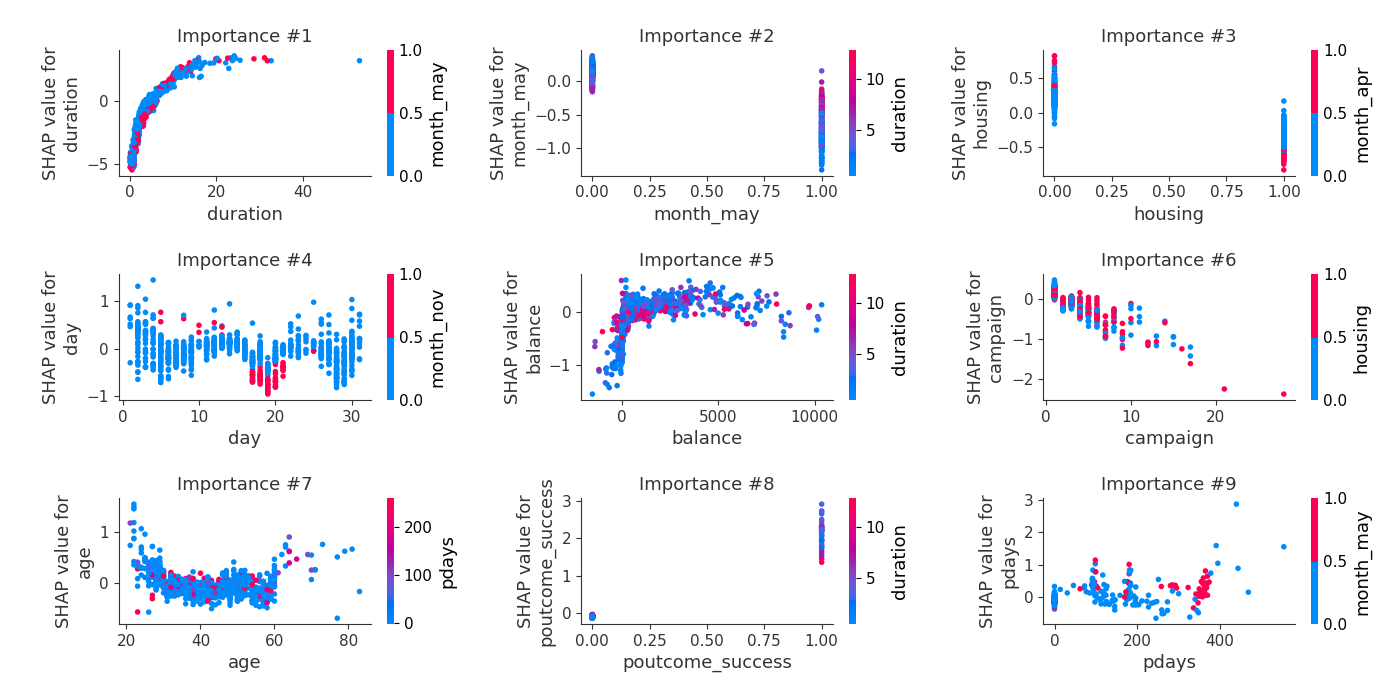 Importance #1
SHAP value for
duration
0
−5
0
20
40
duration
1.0
0.5
0.0
month_may
Importance #2
SHAP value for
month_may
0.0
−0.5
−1.0
0.00
0.25
0.50
0.75
1.00
month_may
10
5
duration
Importance #3
SHAP value for
housing
0.5
0.0
−0.5
0.00
0.25
0.50
0.75
1.00
housing
1.0
0.5
0.0
month_apr
Importance #4
SHAP value for
day
1
0
−1
0
10
20
30
day
1.0
0.5
0.0
month_nov
Importance #5
SHAP value for
balance
0
−1
0
5000
10000
balance
10
5
duration
Importance #6
SHAP value for
campaign
0
−1
−2
0
10
20
campaign
1.0
0.5
0.0
housing
Importance #7
SHAP value for
age
1
0
20
40
60
80
age
200
100
0
pdays
Importance #8
SHAP value for
poutcome_success
3
2
1
0
0.00
0.25
0.50
0.75
1.00
poutcome_success
10
5
duration
Importance #9
SHAP value for
pdays
3
2
1
0
0
200
400
pdays
1.0
0.5
0.0
month_may